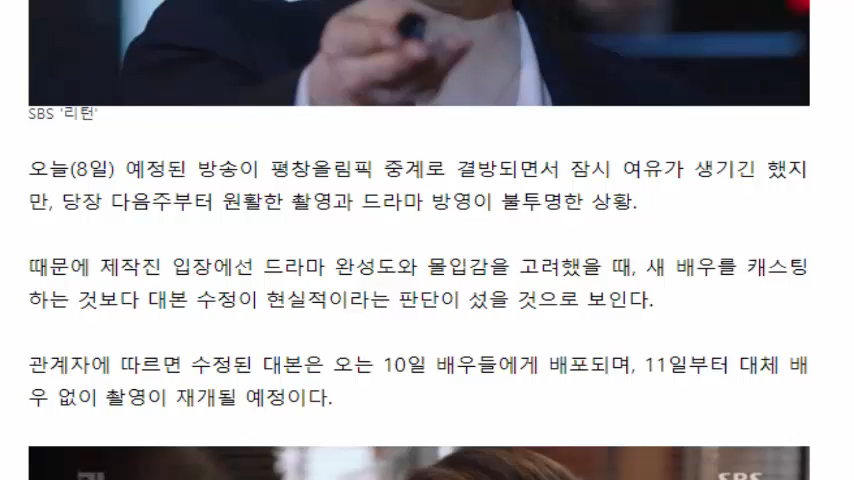 SBS '리턴'
오늘(8일) 예정된 방송이 평창올림픽 중계로 결방되면서 잠시 여유가 생기긴 했지
만, 당장 다음주부터 원활한 촬영과 드라마 방영이 불투명한 상황.
때문에 제작진 입장에선 드라마 완성도와 몰입감을 고려했을 때, 새 배우를 캐스팅
하는 것보다 대본 수정이 현실적이라는 판단이 섰을 것으로 보인다.
관계자에 따르면 수정된 대본은 오는 10일 배우들에게 배포되며, 11일부터 대체 배
우 없이 촬영이 재개될 예정이다.
SBS